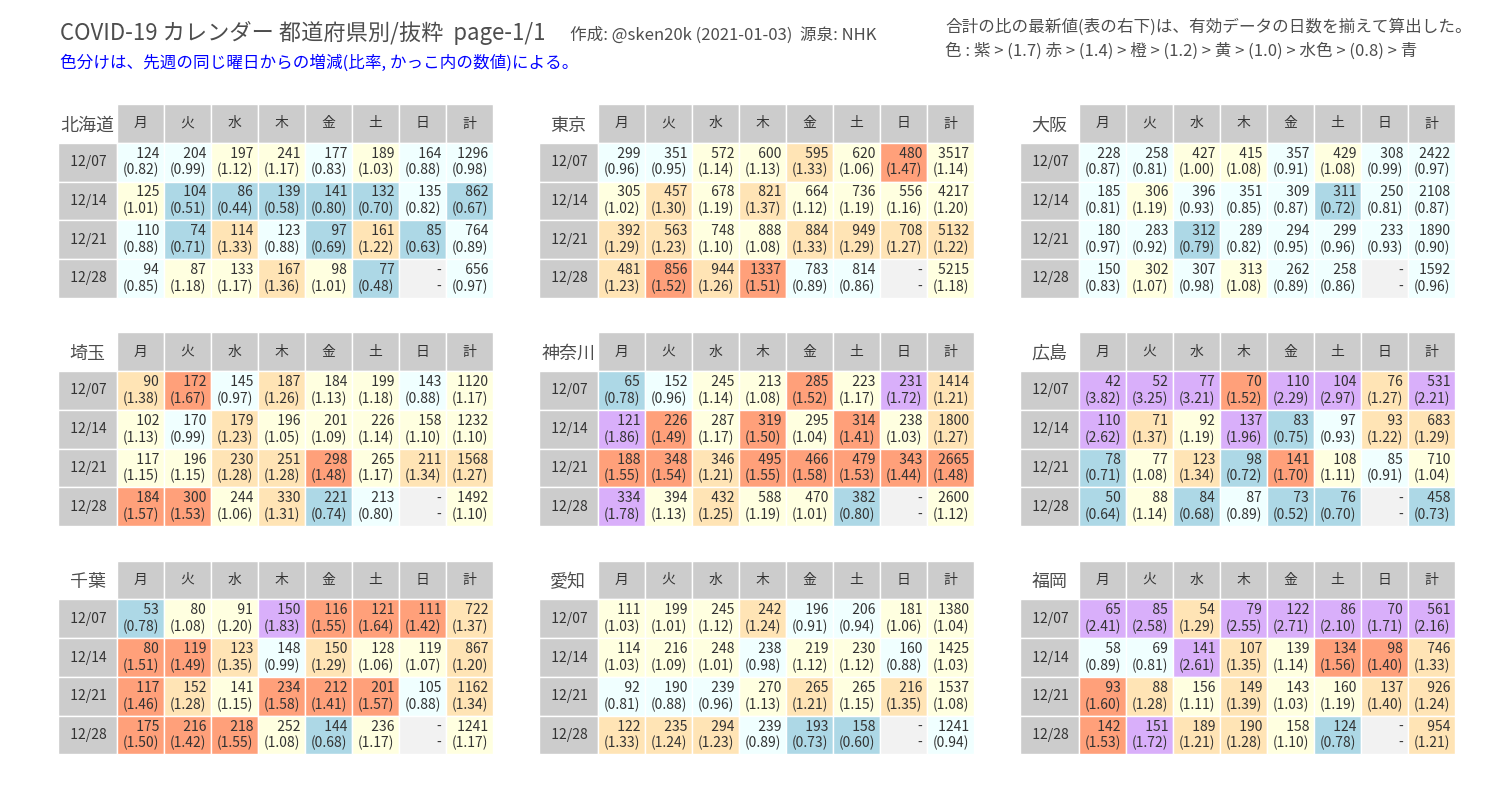 COVID-19 カレンダー 都道府県別/抜粋 page-1/1 作成: @sken20k (2021-01-03) 源泉: NHK
合計の比の最新値(表の右下)は、有効データの日数を揃えて算出した。
色分けは、先週の同じ曜日からの増減(比率, かっこ内の数値)による。
色 : 紫 > (1.7) 赤 > (1.4) > 橙 > (1.2) > 黄 > (1.0) > 水色 > (0.8) > 青
北海道 月 火 水 木 金 土 日 計
12/07 124 204 197 241 177 189 164 1296
(0.82) (0.99) (1.12) (1.17) (0.83) (1.03) (0.88) (0.98)
12/14 125 104 86 139 141 132 135 862
(1.01) (0.51) (0.44) (0.58) (0.80) (0.70) (0.82) (0.67)
12/21 110 74 114 123 97 161 85 764
(0.88) (0.71) (1.33) (0.88) (0.69) (1.22) (0.63) (0.89)
12/28 94 87 133 167 98 77 - 656
(0.85) (1.18) (1.17) (1.36) (1.01) (0.48) - (0.97)
東京 月 火 水 木 金 土 日 計
12/07 299 351 572 600 595 620 480 3517
(0.96) (0.95) (1.14) (1.13) (1.33) (1.06) (1.47) (1.14)
12/14 305 457 678 821 664 736 556 4217
(1.02) (1.30) (1.19) (1.37) (1.12) (1.19) (1.16) (1.20)
12/21 392 563 748 888 884 949 708 5132
(1.29) (1.23) (1.10) (1.08) (1.33) (1.29) (1.27) (1.22)
12/28 481 856 944 1337 783 814 - 5215
(1.23) (1.52) (1.26) (1.51) (0.89) (0.86) - (1.18)
大阪 月 火 水 木 金 土 日 計
12/07 228 258 427 415 357 429 308 2422
(0.87) (0.81) (1.00) (1.08) (0.91) (1.08) (0.99) (0.97)
12/14 185 306 396 351 309 311 250 2108
(0.81) (1.19) (0.93) (0.85) (0.87) (0.72) (0.81) (0.87)
12/21 180 283 312 289 294 299 233 1890
(0.97) (0.92) (0.79) (0.82) (0.95) (0.96) (0.93) (0.90)
12/28 150 302 307 313 262 258 - 1592
(0.83) (1.07) (0.98) (1.08) (0.89) (0.86) - (0.96)
埼玉 月 火 水 木 金 土 日 計
12/07 90 172 145 187 184 199 143 1120
(1.38) (1.67) (0.97) (1.26) (1.13) (1.18) (0.88) (1.17)
12/14 102 170 179 196 201 226 158 1232
(1.13) (0.99) (1.23) (1.05) (1.09) (1.14) (1.10) (1.10)
12/21 117 196 230 251 298 265 211 1568
(1.15) (1.15) (1.28) (1.28) (1.48) (1.17) (1.34) (1.27)
12/28 184 300 244 330 221 213 - 1492
(1.57) (1.53) (1.06) (1.31) (0.74) (0.80) - (1.10)
神奈川 月 火 水 木 金 土 日 計
12/07 65 152 245 213 285 223 231 1414
(0.78) (0.96) (1.14) (1.08) (1.52) (1.17) (1.72) (1.21)
12/14 121 226 287 319 295 314 238 1800
(1.86) (1.49) (1.17) (1.50) (1.04) (1.41) (1.03) (1.27)
12/21 188 348 346 495 466 479 343 2665
(1.55) (1.54) (1.21) (1.55) (1.58) (1.53) (1.44) (1.48)
12/28 334 394 432 588 470 382 - 2600
(1.78) (1.13) (1.25) (1.19) (1.01) (0.80) - (1.12)
広島 月 火 水 木 金 土 日 計
12/07 42 52 77 70 110 104 76 531
(3.82) (3.25) (3.21) (1.52) (2.29) (2.97) (1.27) (2.21)
12/14 110 71 92 137 83 97 93 683
(2.62) (1.37) (1.19) (1.96) (0.75) (0.93) (1.22) (1.29)
12/21 78 77 123 98 141 108 85 710
(0.71) (1.08) (1.34) (0.72) (1.70) (1.11) (0.91) (1.04)
12/28 50 88 84 87 73 76 - 458
(0.64) (1.14) (0.68) (0.89) (0.52) (0.70) - (0.73)
千葉 月 火 水 木 金 土 日 計
12/07 53 80 91 150 116 121 111 722
(0.78) (1.08) (1.20) (1.83) (1.55) (1.64) (1.42) (1.37)
12/14 80 119 123 148 150 128 119 867
(1.51) (1.49) (1.35) (0.99) (1.29) (1.06) (1.07) (1.20)
12/21 117 152 141 234 212 201 105 1162
(1.46) (1.28) (1.15) (1.58) (1.41) (1.57) (0.88) (1.34)
12/28 175 216 218 252 144 236 - 1241
(1.50) (1.42) (1.55) (1.08) (0.68) (1.17) - (1.17)
愛知 月 火 水 木 金 土 日 計
12/07 111 199 245 242 196 206 181 1380
(1.03) (1.01) (1.12) (1.24) (0.91) (0.94) (1.06) (1.04)
12/14 114 216 248 238 219 230 160 1425
(1.03) (1.09) (1.01) (0.98) (1.12) (1.12) (0.88) (1.03)
12/21 92 190 239 270 265 265 216 1537
(0.81) (0.88) (0.96) (1.13) (1.21) (1.15) (1.35) (1.08)
12/28 122 235 294 239 193 158 - 1241
(1.33) (1.24) (1.23) (0.89) (0.73) (0.60) - (0.94)
福岡 月 火 水 木 金 土 日 計
12/07 65 85 54 79 122 86 70 561
(2.41) (2.58) (1.29) (2.55) (2.71) (2.10) (1.71) (2.16)
12/14 58 69 141 107 139 134 98 746
(0.89) (0.81) (2.61) (1.35) (1.14) (1.56) (1.40) (1.33)
12/21 93 88 156 149 143 160 137 926
(1.60) (1.28) (1.11) (1.39) (1.03) (1.19) (1.40) (1.24)
12/28 142 151 189 190 158 124 - 954
(1.53) (1.72) (1.21) (1.28) (1.10) (0.78) - (1.21)